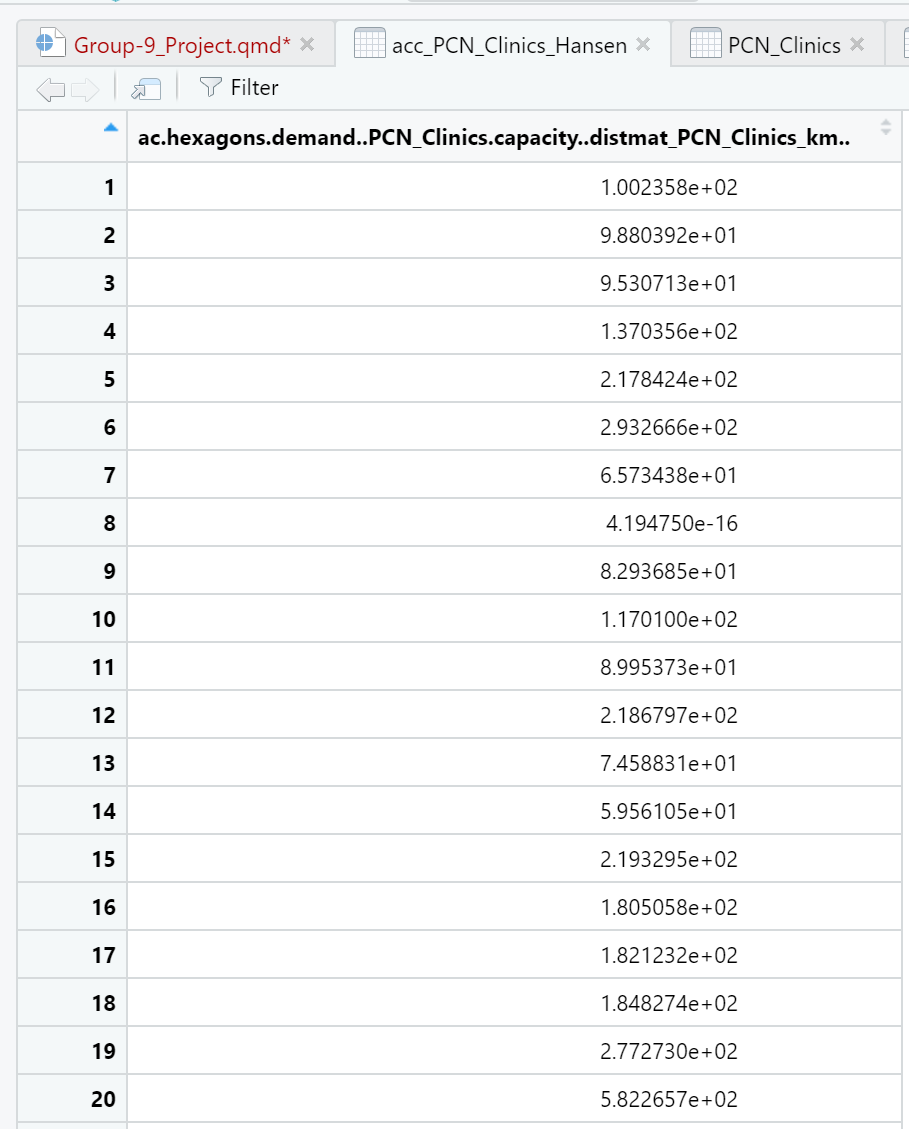 Group-9_Project.qmd* acc_PCN_Clinics_Hansen PCN_Clinics
Filter
ac.hexagons.demand..PCN_Clinics.capacity..distmat_PCN_Clinics_km..
1 1.002358e+02
2 9.880392e+01
3 9.530713e+01
4 1.370356e+02
5 2.178424e+02
6 2.932666e+02
7 6.573438e+01
8 4.194750e-16
9 8.293685e+01
10 1.170100e+02
11 8.995373e+01
12 2.186797e+02
13 7.458831e+01
14 5.956105e+01
15 2.193295e+02
16 1.805058e+02
17 1.821232e+02
18 1.848274e+02
19 2.772730e+02
20 5.822657e+02